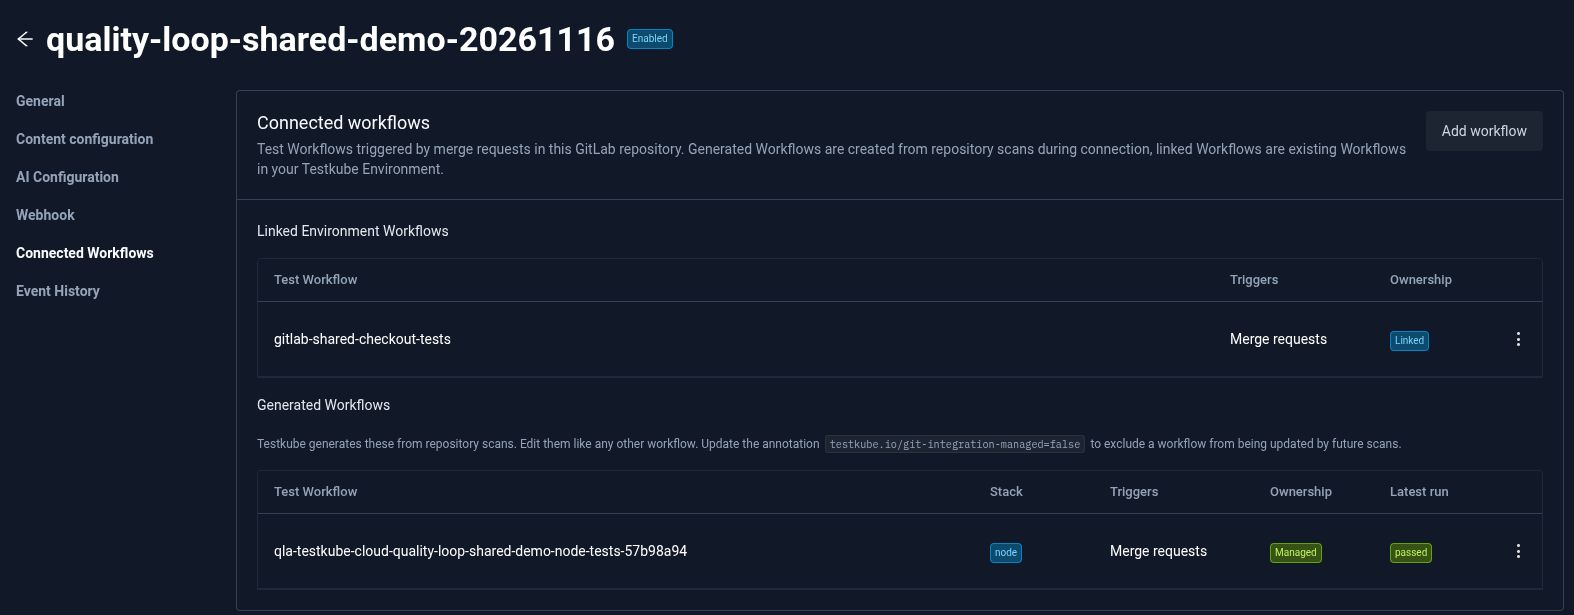 quality-loop-shared-demo-20261116 Enabled
General
Content configuration
AI Configuration
Webhook
Connected Workflows
Event History
Connected workflows
Add workflow
Test Workflows triggered by merge requests in this GitLab repository. Generated Workflows are created from repository scans during connection, linked Workflows are existing Workflows
in your Testkube Environment.
Linked Environment Workflows
Test Workflow Triggers Ownership
gitlab-shared-checkout-tests Merge requests Linked
Generated Workflows
Testkube generates these from repository scans. Edit them like any other workflow. Update the annotation testkube.io/git-integration-managed=false to exclude a workflow from being updated by future scans.
Test Workflow Stack Triggers Ownership Latest run
qla-testkube-cloud-quality-loop-shared-demo-node-tests-57b98a94 node Merge requests Managed passed